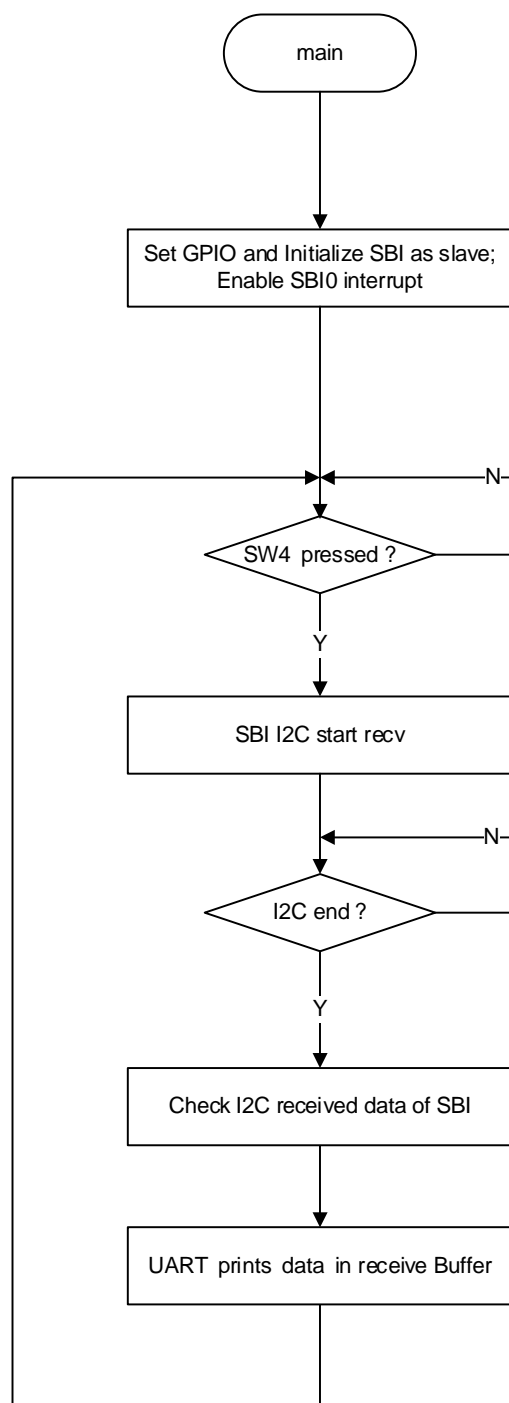 main
Set GPIO and Initialize SBI as slave;
Enable SBI0 interrupt
N
SW4 pressed ?
Y
SBI I2C start recv
N
I2C end ?
Y
Check I2C received data of SBI
UART prints data in receive Buffer